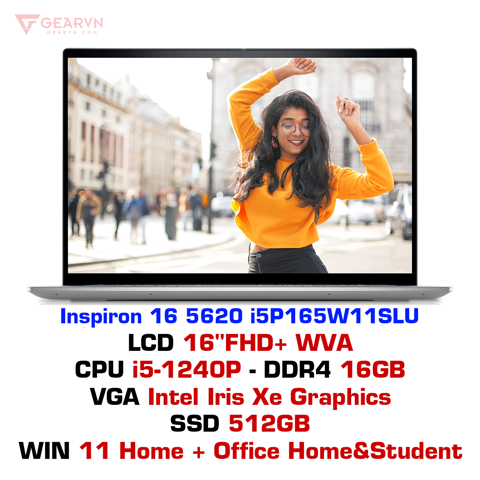 GEARVN
GEARVN.COM
Inspiron 16 5620 i5P165W11SLU
LCD 16"FHD+ WVA
CPU i5-1240P - DDR4 16GB
VGA Intel Iris Xe Graphics
SSD 512GB
WIN 11 Home + Office Home&Student